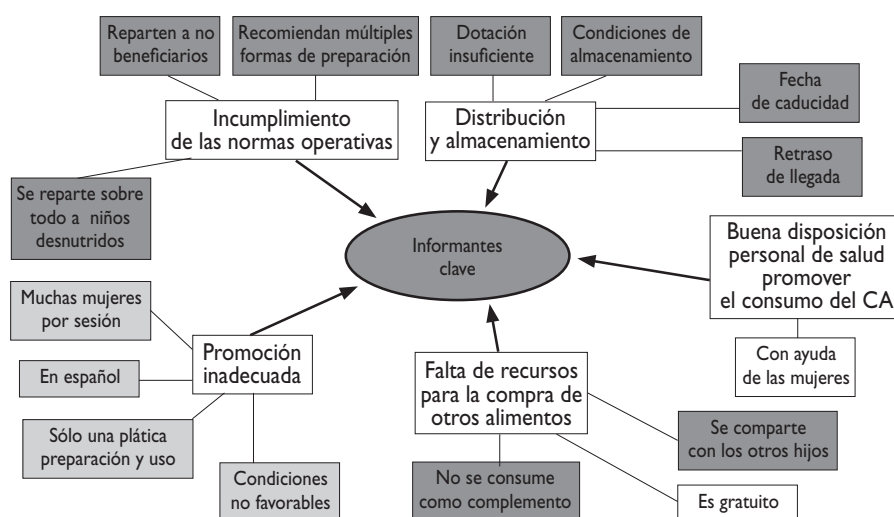 Reparten a no
beneficiarios
Recomiendan múltiples
formas de preparación
Dotación
insuficiente
Condiciones de
almacenamiento
Incumplimiento
de las normas operativas
Distribución
y almacenamiento
Fecha
de caducidad
Retraso
de llegada
Se reparte sobre
todo a niños
desnutridos
Informantes
clave
Buena disposición
personal de salud
promover
el consumo del CA
Muchas mujeres
por sesión
En español
Promoción
inadecuada
Sólo una plática
preparación y uso
Condiciones
no favorables
Falta de recursos
para la compra de
otros alimentos
Con ayuda
de las mujeres
Se comparte
con los otros hijos
No se consume
como complemento
Es gratuito